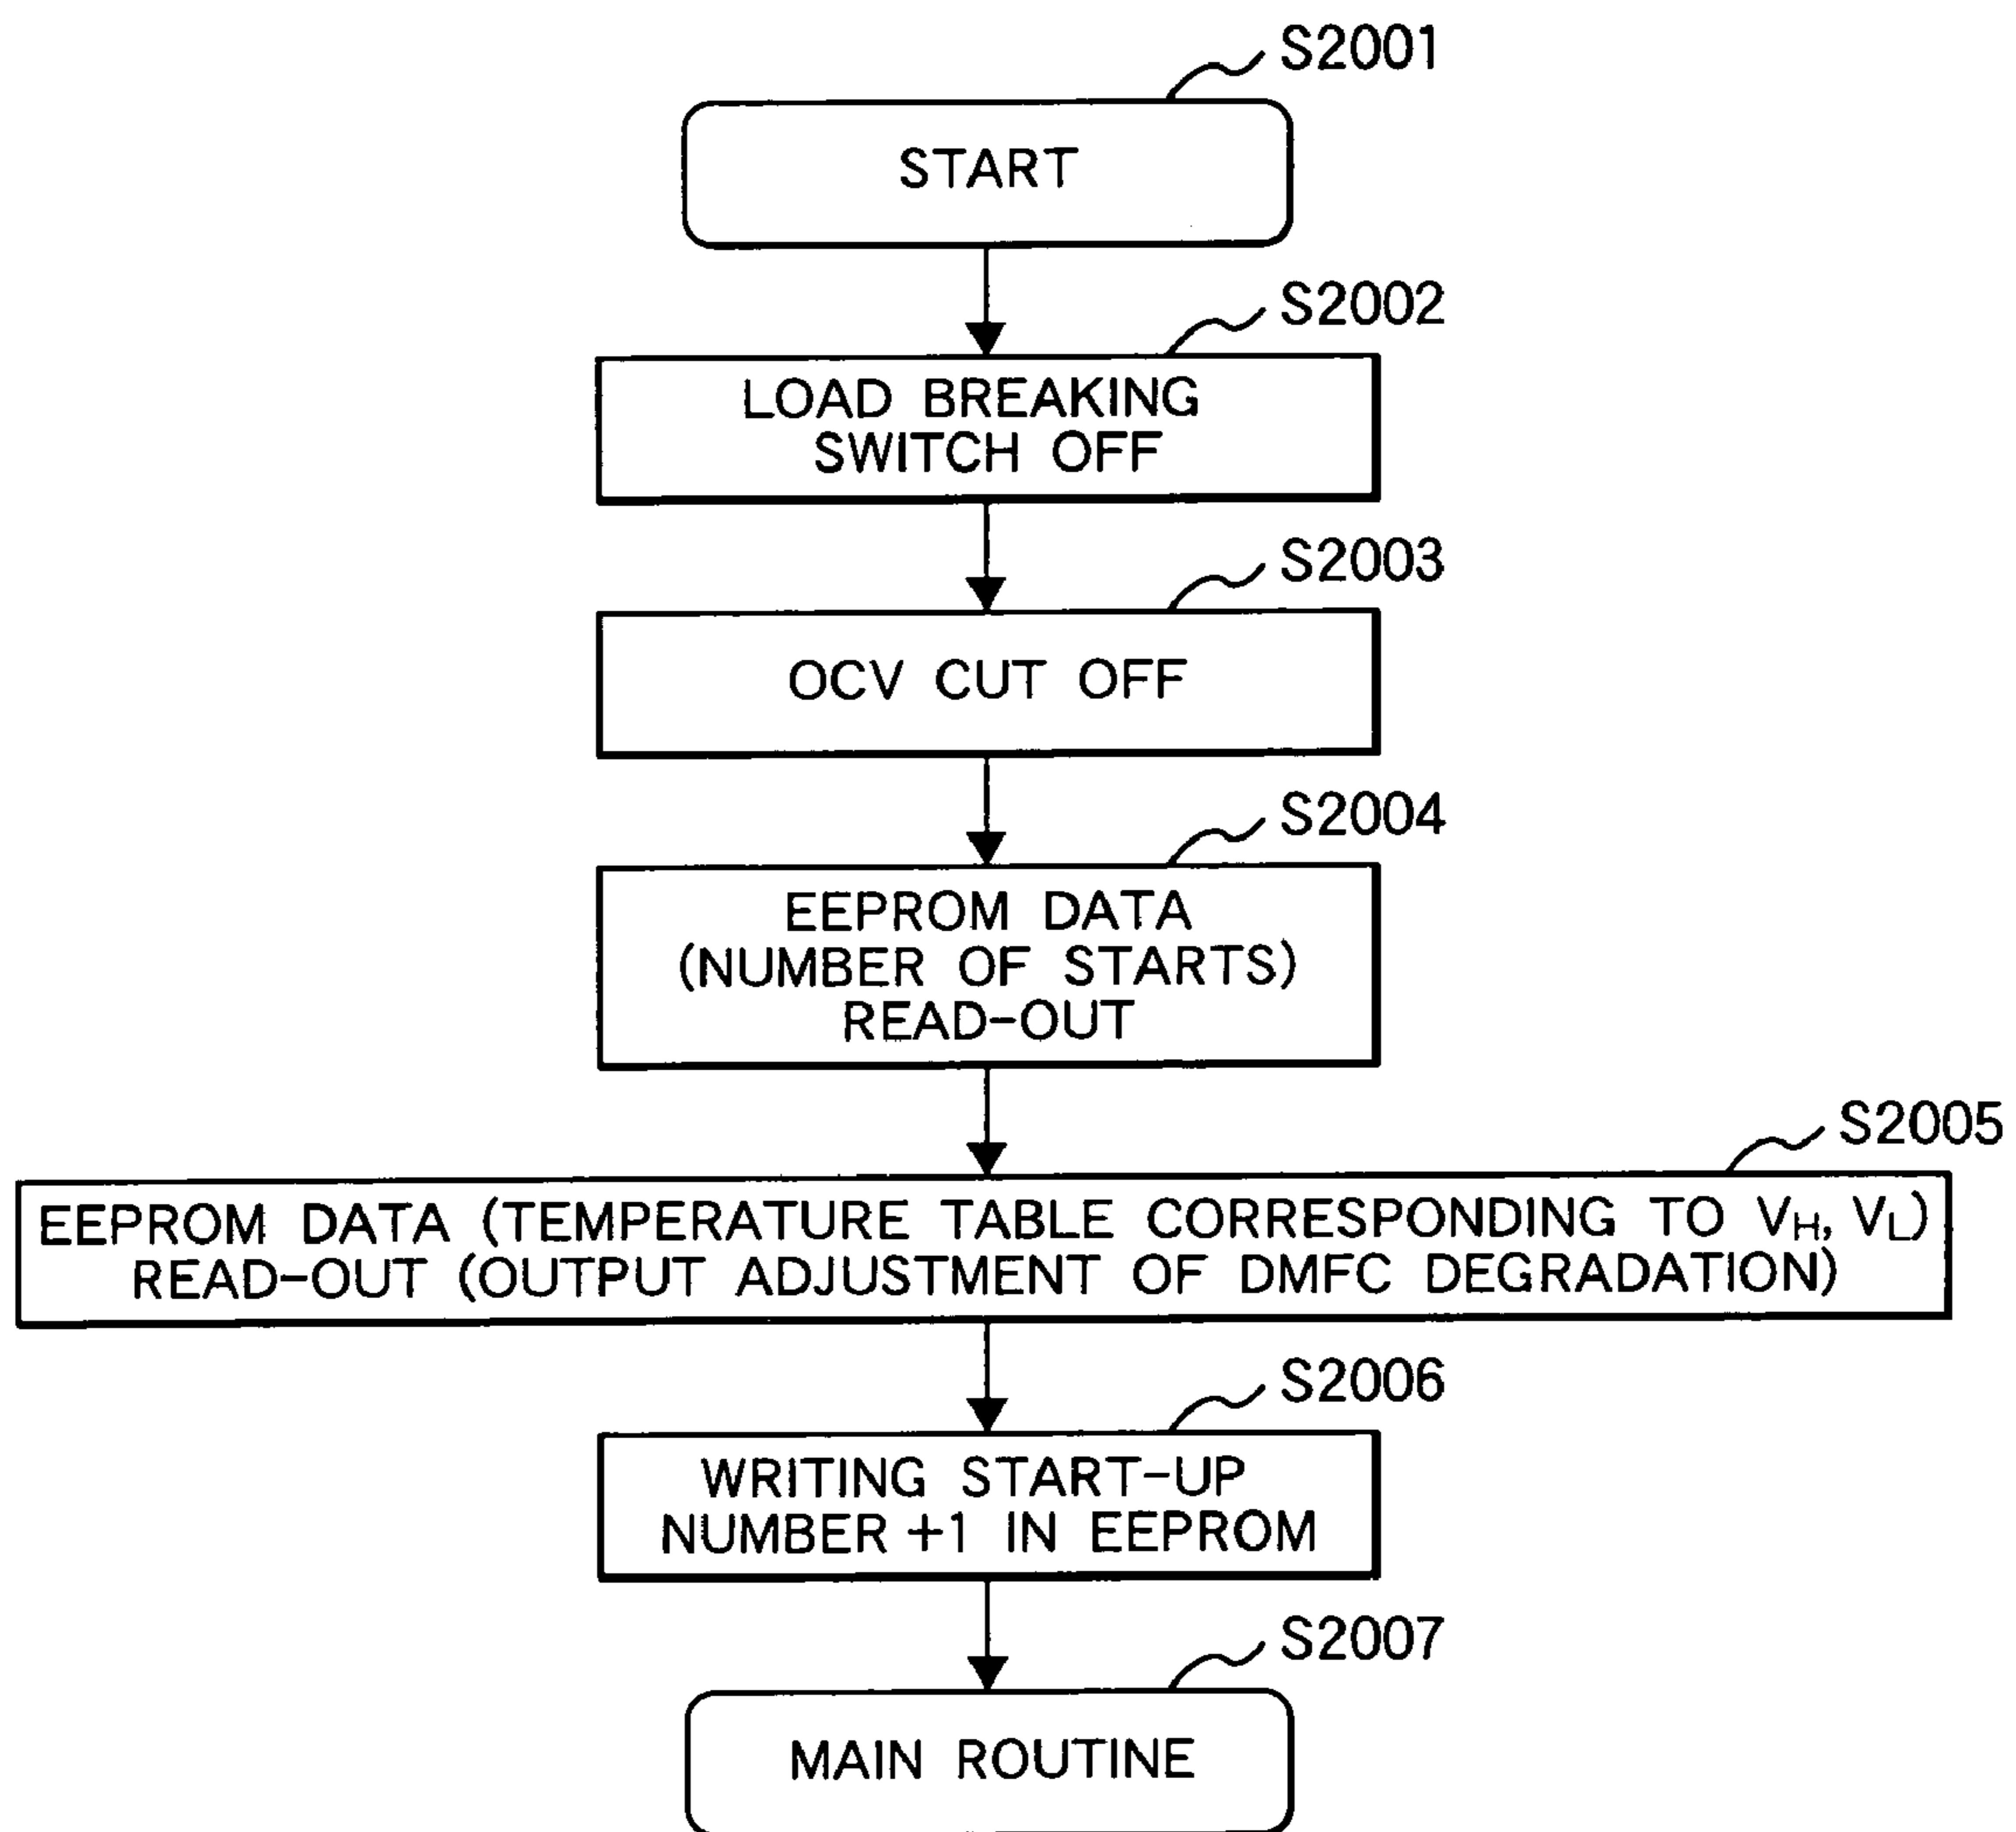 S2001
START
S2002
LOAD BREAKING
SWITCH OFF
S2003
OCV CUT OFF
S2004
EEPROM DATA
(NUMBER OF STARTS)
READ-OUT
S2005
EEPROM DATA (TEMPERATURE TABLE CORRESPONDING TO VH, VL)
READ-OUT (OUTPUT ADJUSTMENT OF DMFC DEGRADATION)
S2006
WRITING START-UP
NUMBER +1 IN EEPROM
S2007
MAIN ROUTINE